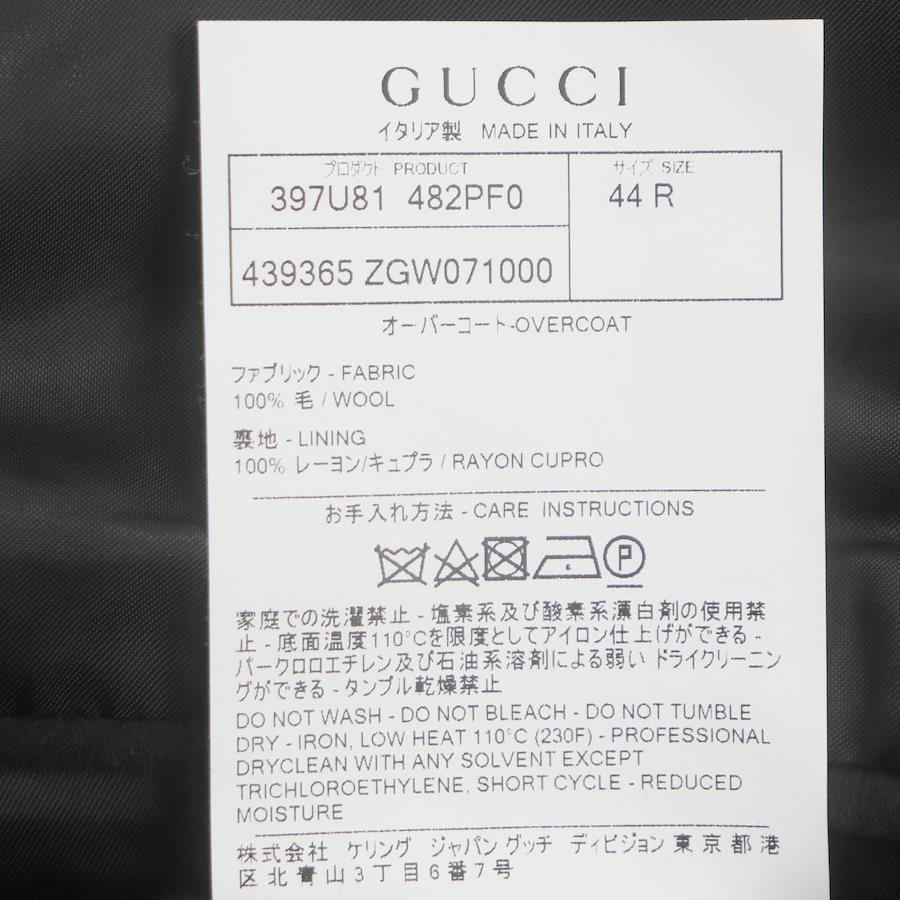 GUCCI
イタリア製 MADE IN ITALY
プロダクト PRODUCT
サイズ SIZE
397U81 482PF0
44 R
439365 ZGW071000
オーバーコート-OVERCOAT
ファブリック - FABRIC
100% 毛 / WOOL
裏地 - LINING
100% レーヨン/キュプラ / RAYON CUPRO
お手入れ方法 - CARE INSTRUCTIONS
P
家庭での洗濯禁止 - 塩素系及び酸素系漂白剤の使用禁
止 - 底面温度110°Cを限度としてアイロン仕上げができる -
パークロロエチレン及び石油系溶剤による弱い ドライクリーニン
グができる - タンブル乾燥禁止
DO NOT WASH - DO NOT BLEACH - DO NOT TUMBLE
DRY - IRON, LOW HEAT 110°C (230F) - PROFESSIONAL
DRYCLEAN WITH ANY SOLVENT EXCEPT
TRICHLOROETHYLENE, SHORT CYCLE - REDUCED
MOISTURE
株式会社 ケリング ジャパン グッチ ディビジョン 東京都港
区北青山3丁目6番7号